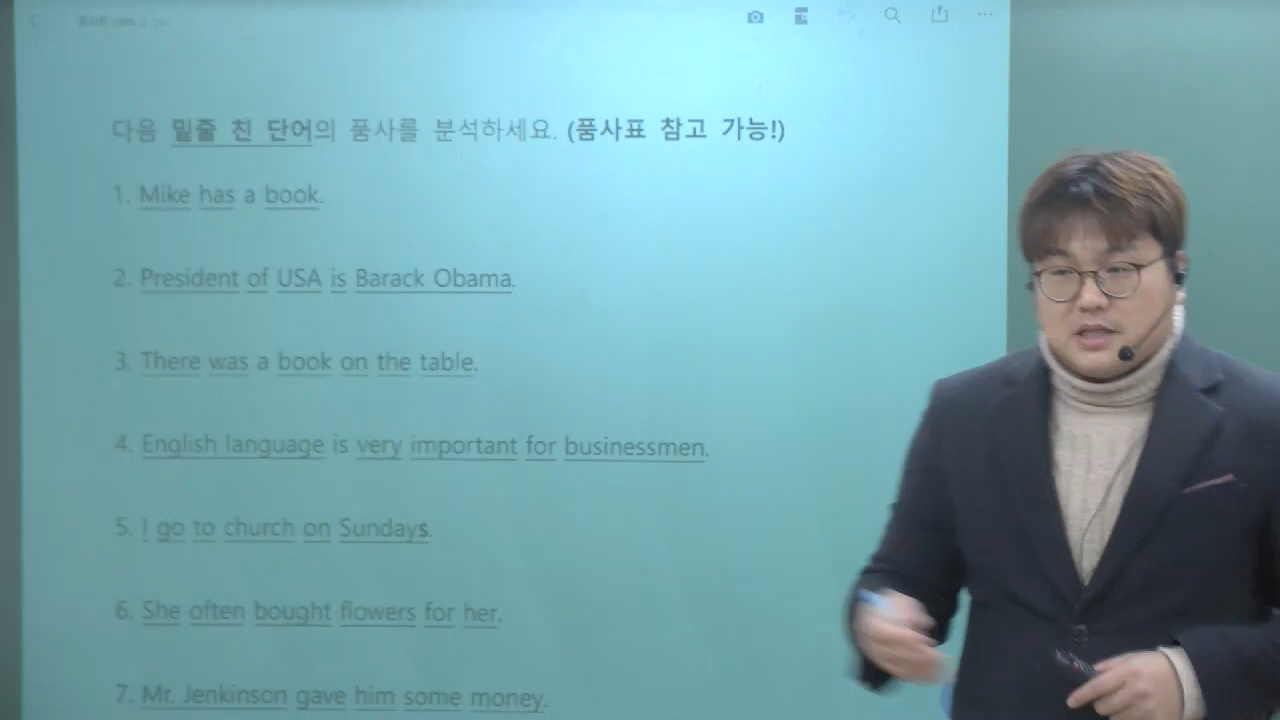 다음 밑줄 친 단어의 품사를 분석하세요. (품사표 참고 가능!)
1. Mike has a book.
2. President of USA is Barack Obama.
3. There was a book on the table.
4. English language is very important for businessmen.
5. I go to church on Sundays.
6. She often bought flowers for her.
7. Mr. Jenkinson gave him some money.